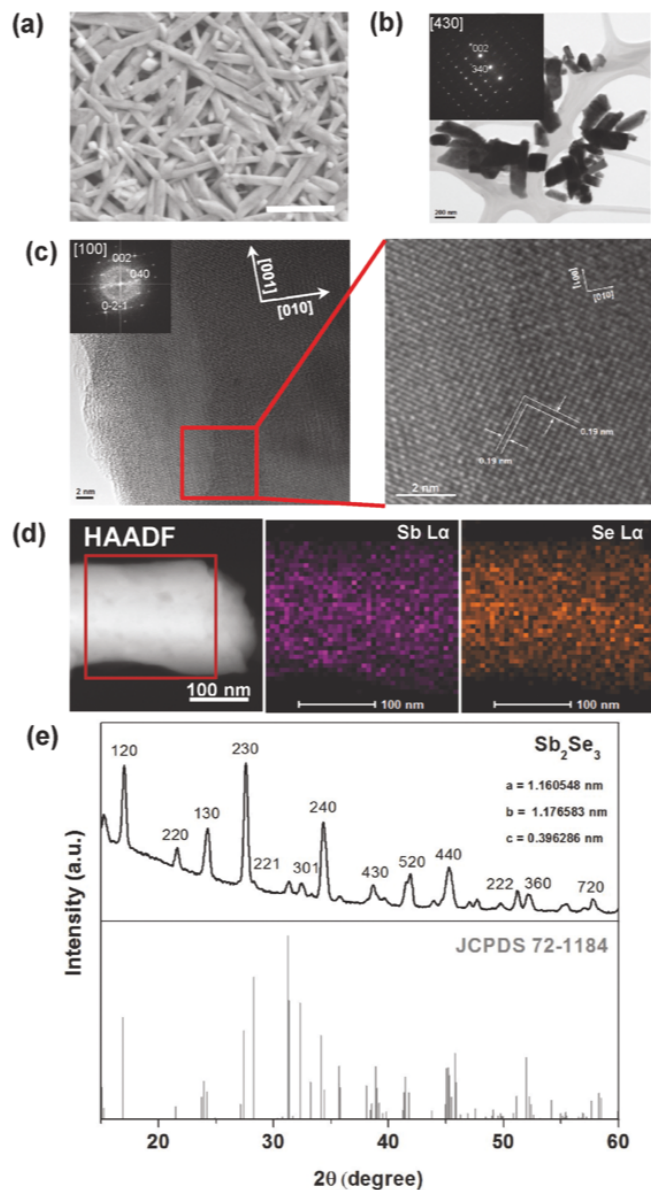 (a)
(b)
[430]
002
340
200 nm
(c)
[100]
002
040
0-2-1
[001]
[010]
2 nm
[001]
[010]
0.19 nm
0.19 nm
2 nm
(d)
HAADF
100 nm
Sb Lα
100 nm
Se Lα
100 nm
(e)
Intensity (a.u.)
120
220
130
230
221
301
240
430
520
440
222
360
720
Sb₂Se₃
a = 1.160548 nm
b = 1.176583 nm
c = 0.396286 nm
JCPDS 72-1184
20
30
40
50
60
2θ (degree)